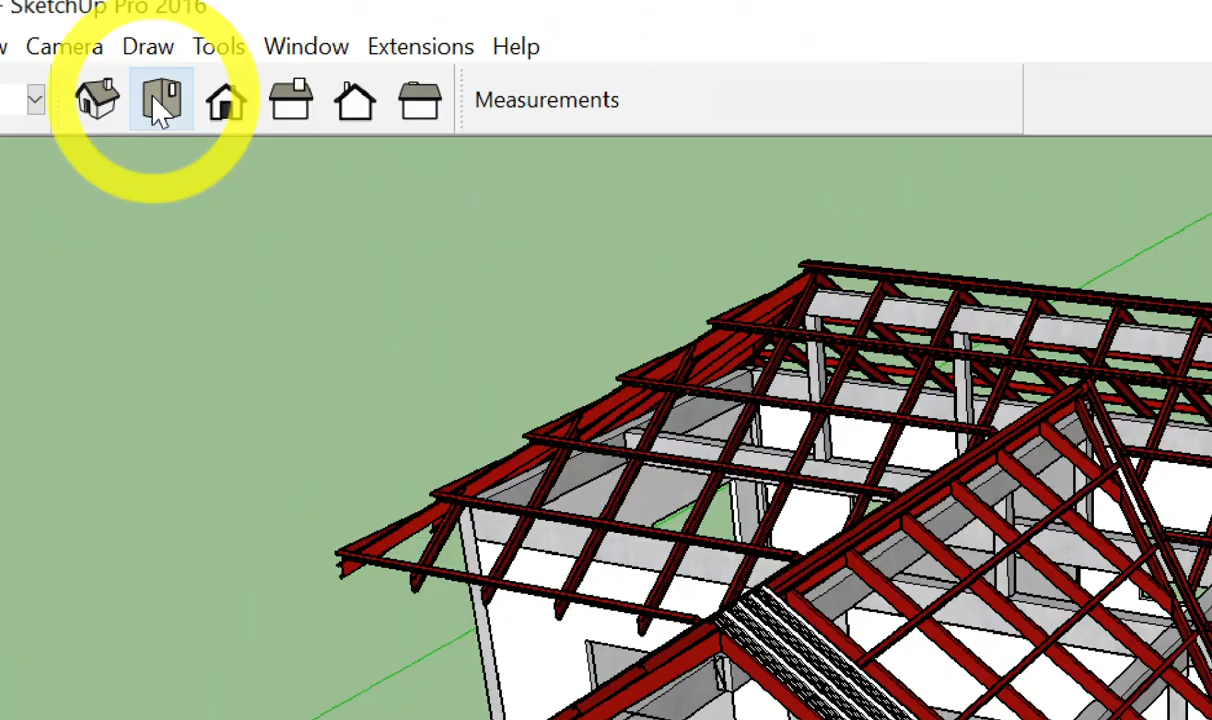 - SketchUp Pro 2016
w Camera Draw Tools Window Extensions Help
Measurements